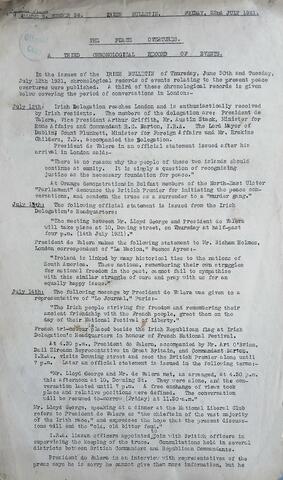 VOLUME 2. NUMBER 36. IRISH BULLETIN. FRIDAY, 22nd JULY 1921.
THE PEACE OVERTURES.
A THIRD CHRONOLOGICAL RECORD OF EVENTS.
In the issues of the IRISH BULLETIN of Thursday, June 30th and Tuesday,
July 12th 1921, chronological records of events relating to the present peace
overtures were published. A third of these chronological records is given
below covering the period of conversations in London:-
July 12th: Irish Delegation reaches London and is enthusiastically received
by Irish residents. The members of the delegation are: President de
Valera, Vice President Arthur Griffith, Mr. Austin Stack, Minister for
Home Affairs and Commandant R.C. Barton, I.R.A. The Lord Mayor of
Dublin, Count Plunkett, Minister for Foreign Affairs and Mr. Erskine
Childers, T.D. accompanied the Delegation.
President de Valera in an official statement issued after his
arrival in London said:-
"There is no reason why the people of these two islands should
continue at enmity. It is simply a question of recognising
justice as the necessary foundation for peace."
At Orange demonstrations in Belfast members of the North-East Ulster
"Parliament" denounce the British Premier for initiating the peace conversations,
and condemn the truce as a surrender to a "murder gang".
July 13th: The following official statement is issued from the Irish
Delegation's Headquarters:
"The meeting between Mr. Lloyd George and President de Valera
will take place at 10, Downing Street, on Thursday at half-past
four p.m. (14th July 1921)."
President de Valera makes the following statement to Mr. Hickam Holmes,
London correspondent of "La Nacion," Buenos Ayres:-
"Ireland is linked by many historical ties to the nations of
South America. These nations, remembering their own struggles
for national freedom in the past, cannot fail to sympathise
with this similar struggle of ours and pray with us for an
equally happy issue."
July 14th: The following message by President de Valera was given to a
representative of "Le Journal," Paris:-
"The Irish people striving for freedom and remembering their
ancient friendship with the French people, greet them on the
day of their National Festival of Liberty."
French tri-colour placed beside the Irish Republican flag at Irish
Delegation's Headquarters in honour of French National Festival.
At 4.20 p.m. President de Valera, accompanied by Mr. Art O'Brien,
Dail Eireann Representative in Great Britain, and Commandant Barton,
I.R.A., visits Downing Street and sees the British Premier alone until
7 p.m. Later an official statement is issued in the following terms:-
"Mr. Lloyd George and Mr. de Valera met, as arranged, at 4.30 p.m.
this afternoon at 10, Downing St. They were alone, and the conversation
lasted until 7 p.m. A free exchange of views took
place and relative positions were defined. The conversation
will be resumed to-morrow (Friday) at 11.30 a.m."
Mr. Lloyd George, speaking at a dinner at the National Liberal Club
refers to President de Valera as "the chieftain of the vast majority
of the Irish race," and expresses the hope that the present discussions
will end the "old, old bitter feud."
I.R.A. liaison officers appointed join with British officers in
supervising the keeping of the truce. Consultations held in several
districts between British Commanders and Republican Commandants.
President de Valera in an interview with representatives of the
press says he is sorry he cannot give them more information, but he